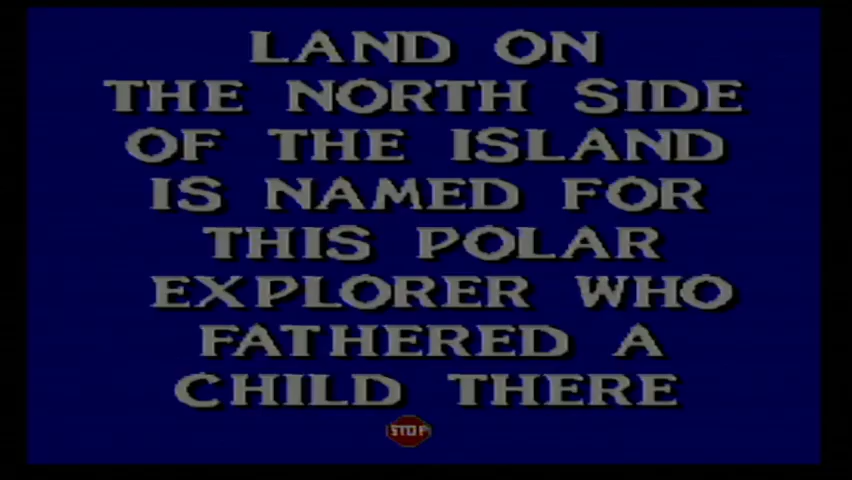 LAND ON
THE NORTH SIDE
OF THE ISLAND
IS NAMED FOR
THIS POLAR
EXPLORER WHO
FATHERED A
CHILD THERE
STOP